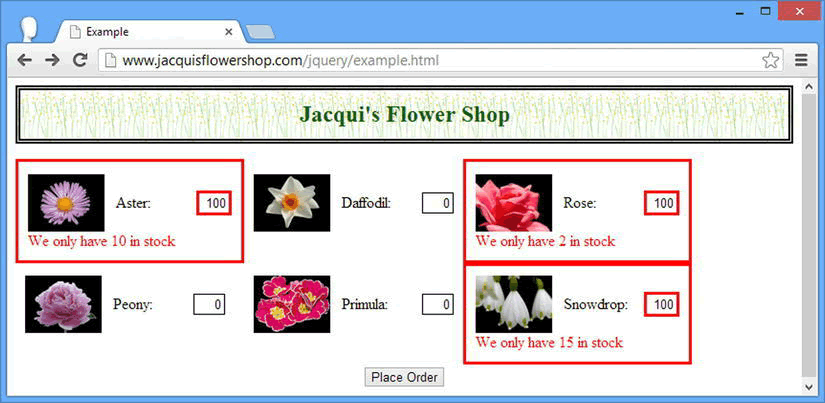 Example
www.jacquisflowershop.com/jquery/example.html
Jacqui's Flower Shop
Aster: 100 Daffodil: 0 Rose: 100
We only have 10 in stock We only have 2 in stock
Peony: 0 Primula: 0 Snowdrop: 100
We only have 15 in stock
Place Order